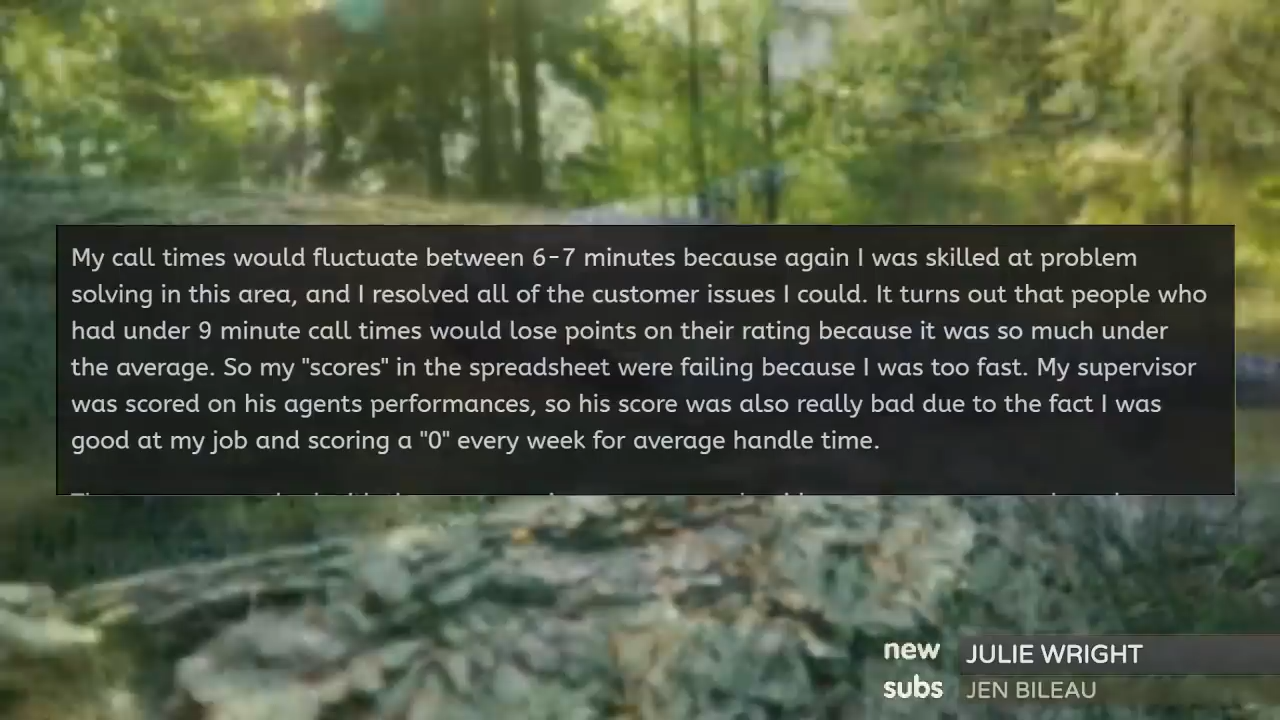 My call times would fluctuate between 6-7 minutes because again I was skilled at problem
solving in this area, and I resolved all of the customer issues I could. It turns out that people who
had under 9 minute call times would lose points on their rating because it was so much under
the average. So my "scores" in the spreadsheet were failing because I was too fast. My supervisor
was scored on his agents performances, so his score was also really bad due to the fact I was
good at my job and scoring a "0" every week for average handle time.
new JULIE WRIGHT
subs JEN BILEAU